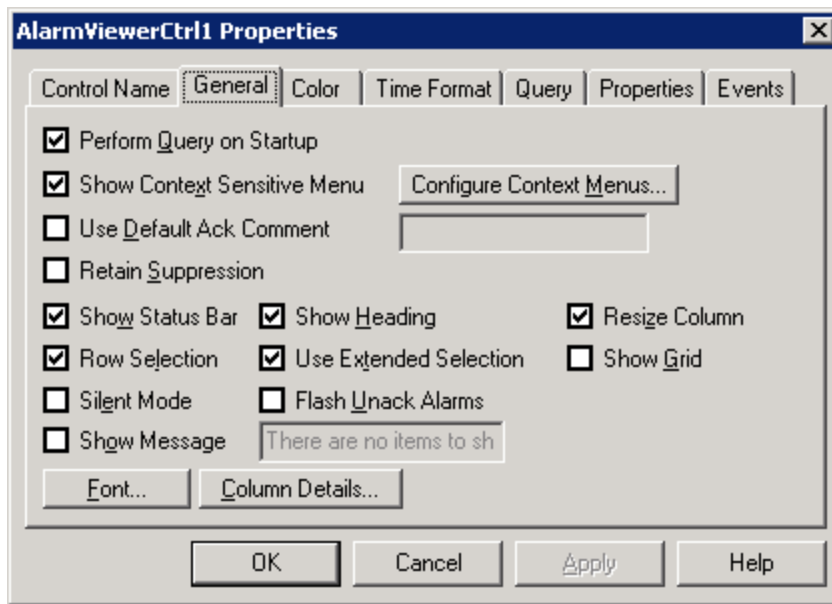 AlarmViewerCtrl1 Properties
Control Name General Color Time Format Query Properties Events
Perform Query on Startup
Show Context Sensitive Menu Configure Context Menus...
Use Default Ack Comment
Retain Suppression
Show Status Bar Show Heading Resize Column
Row Selection Use Extended Selection Show Grid
Silent Mode Flash Unack Alarms
Show Message There are no items to sh
Font... Column Details...
OK Cancel Apply Help